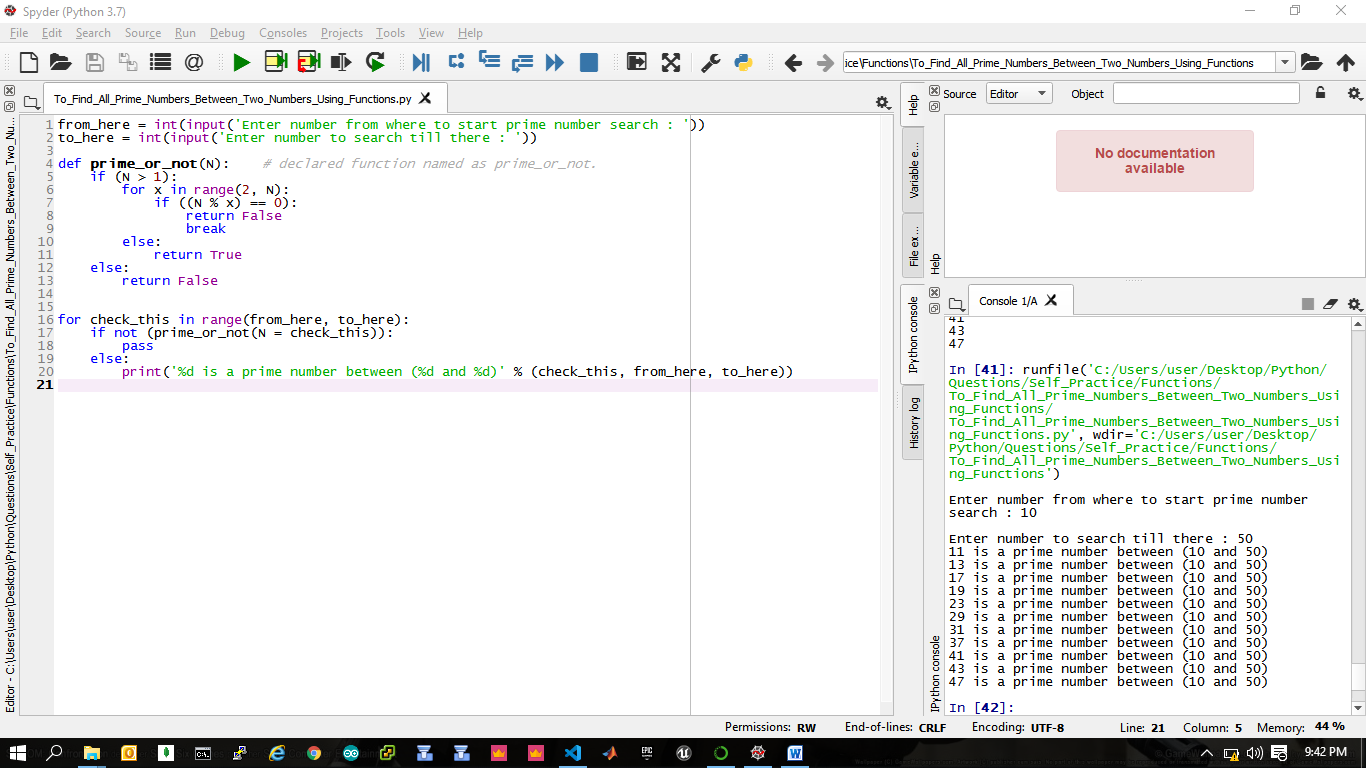 Spyder (Python 3.7)
File Edit Search Source Run Debug Consoles Projects Tools View Help
ice\Functions\To_Find_All_Prime_Numbers_Between_Two_Numbers_Using_Functions
Editor - C:\Users\user\Desktop\Python\Questions\Self_Practice\Functions\To_Find_All_Prime_Numbers_Between_Two_Nu...
To_Find_All_Prime_Numbers_Between_Two_Numbers_Using_Functions.py
1 from_here = int(input('Enter number from where to start prime number search : '))
2 to_here = int(input('Enter number to search till there : '))
3
4 def prime_or_not(N):    # declared function named as prime_or_not.
5     if (N > 1):
6         for x in range(2, N):
7             if ((N % x) == 0):
8                 return False
9                 break
10         else:
11             return True
12     else:
13         return False
14
15
16 for check_this in range(from_here, to_here):
17     if not (prime_or_not(N = check_this)):
18         pass
19     else:
20         print('%d is a prime number between (%d and %d)' % (check_this, from_here, to_here))
21
Help
Variable e...
File ex...
IPython console
History log
Help
Source Editor Object
No documentation
available
IPython console
Console 1/A
41
43
47
In [41]: runfile('C:/Users/user/Desktop/Python/
Questions/Self_Practice/Functions/
To_Find_All_Prime_Numbers_Between_Two_Numbers_Usi
ng_Functions/
To_Find_All_Prime_Numbers_Between_Two_Numbers_Usi
ng_Functions.py', wdir='C:/Users/user/Desktop/
Python/Questions/Self_Practice/Functions/
To_Find_All_Prime_Numbers_Between_Two_Numbers_Usi
ng_Functions')
Enter number from where to start prime number
search : 10
Enter number to search till there : 50
11 is a prime number between (10 and 50)
13 is a prime number between (10 and 50)
17 is a prime number between (10 and 50)
19 is a prime number between (10 and 50)
23 is a prime number between (10 and 50)
29 is a prime number between (10 and 50)
31 is a prime number between (10 and 50)
37 is a prime number between (10 and 50)
41 is a prime number between (10 and 50)
43 is a prime number between (10 and 50)
47 is a prime number between (10 and 50)
In [42]:
Permissions: RW End-of-lines: CRLF Encoding: UTF-8 Line: 21 Column: 5 Memory: 44 %
9:42 PM